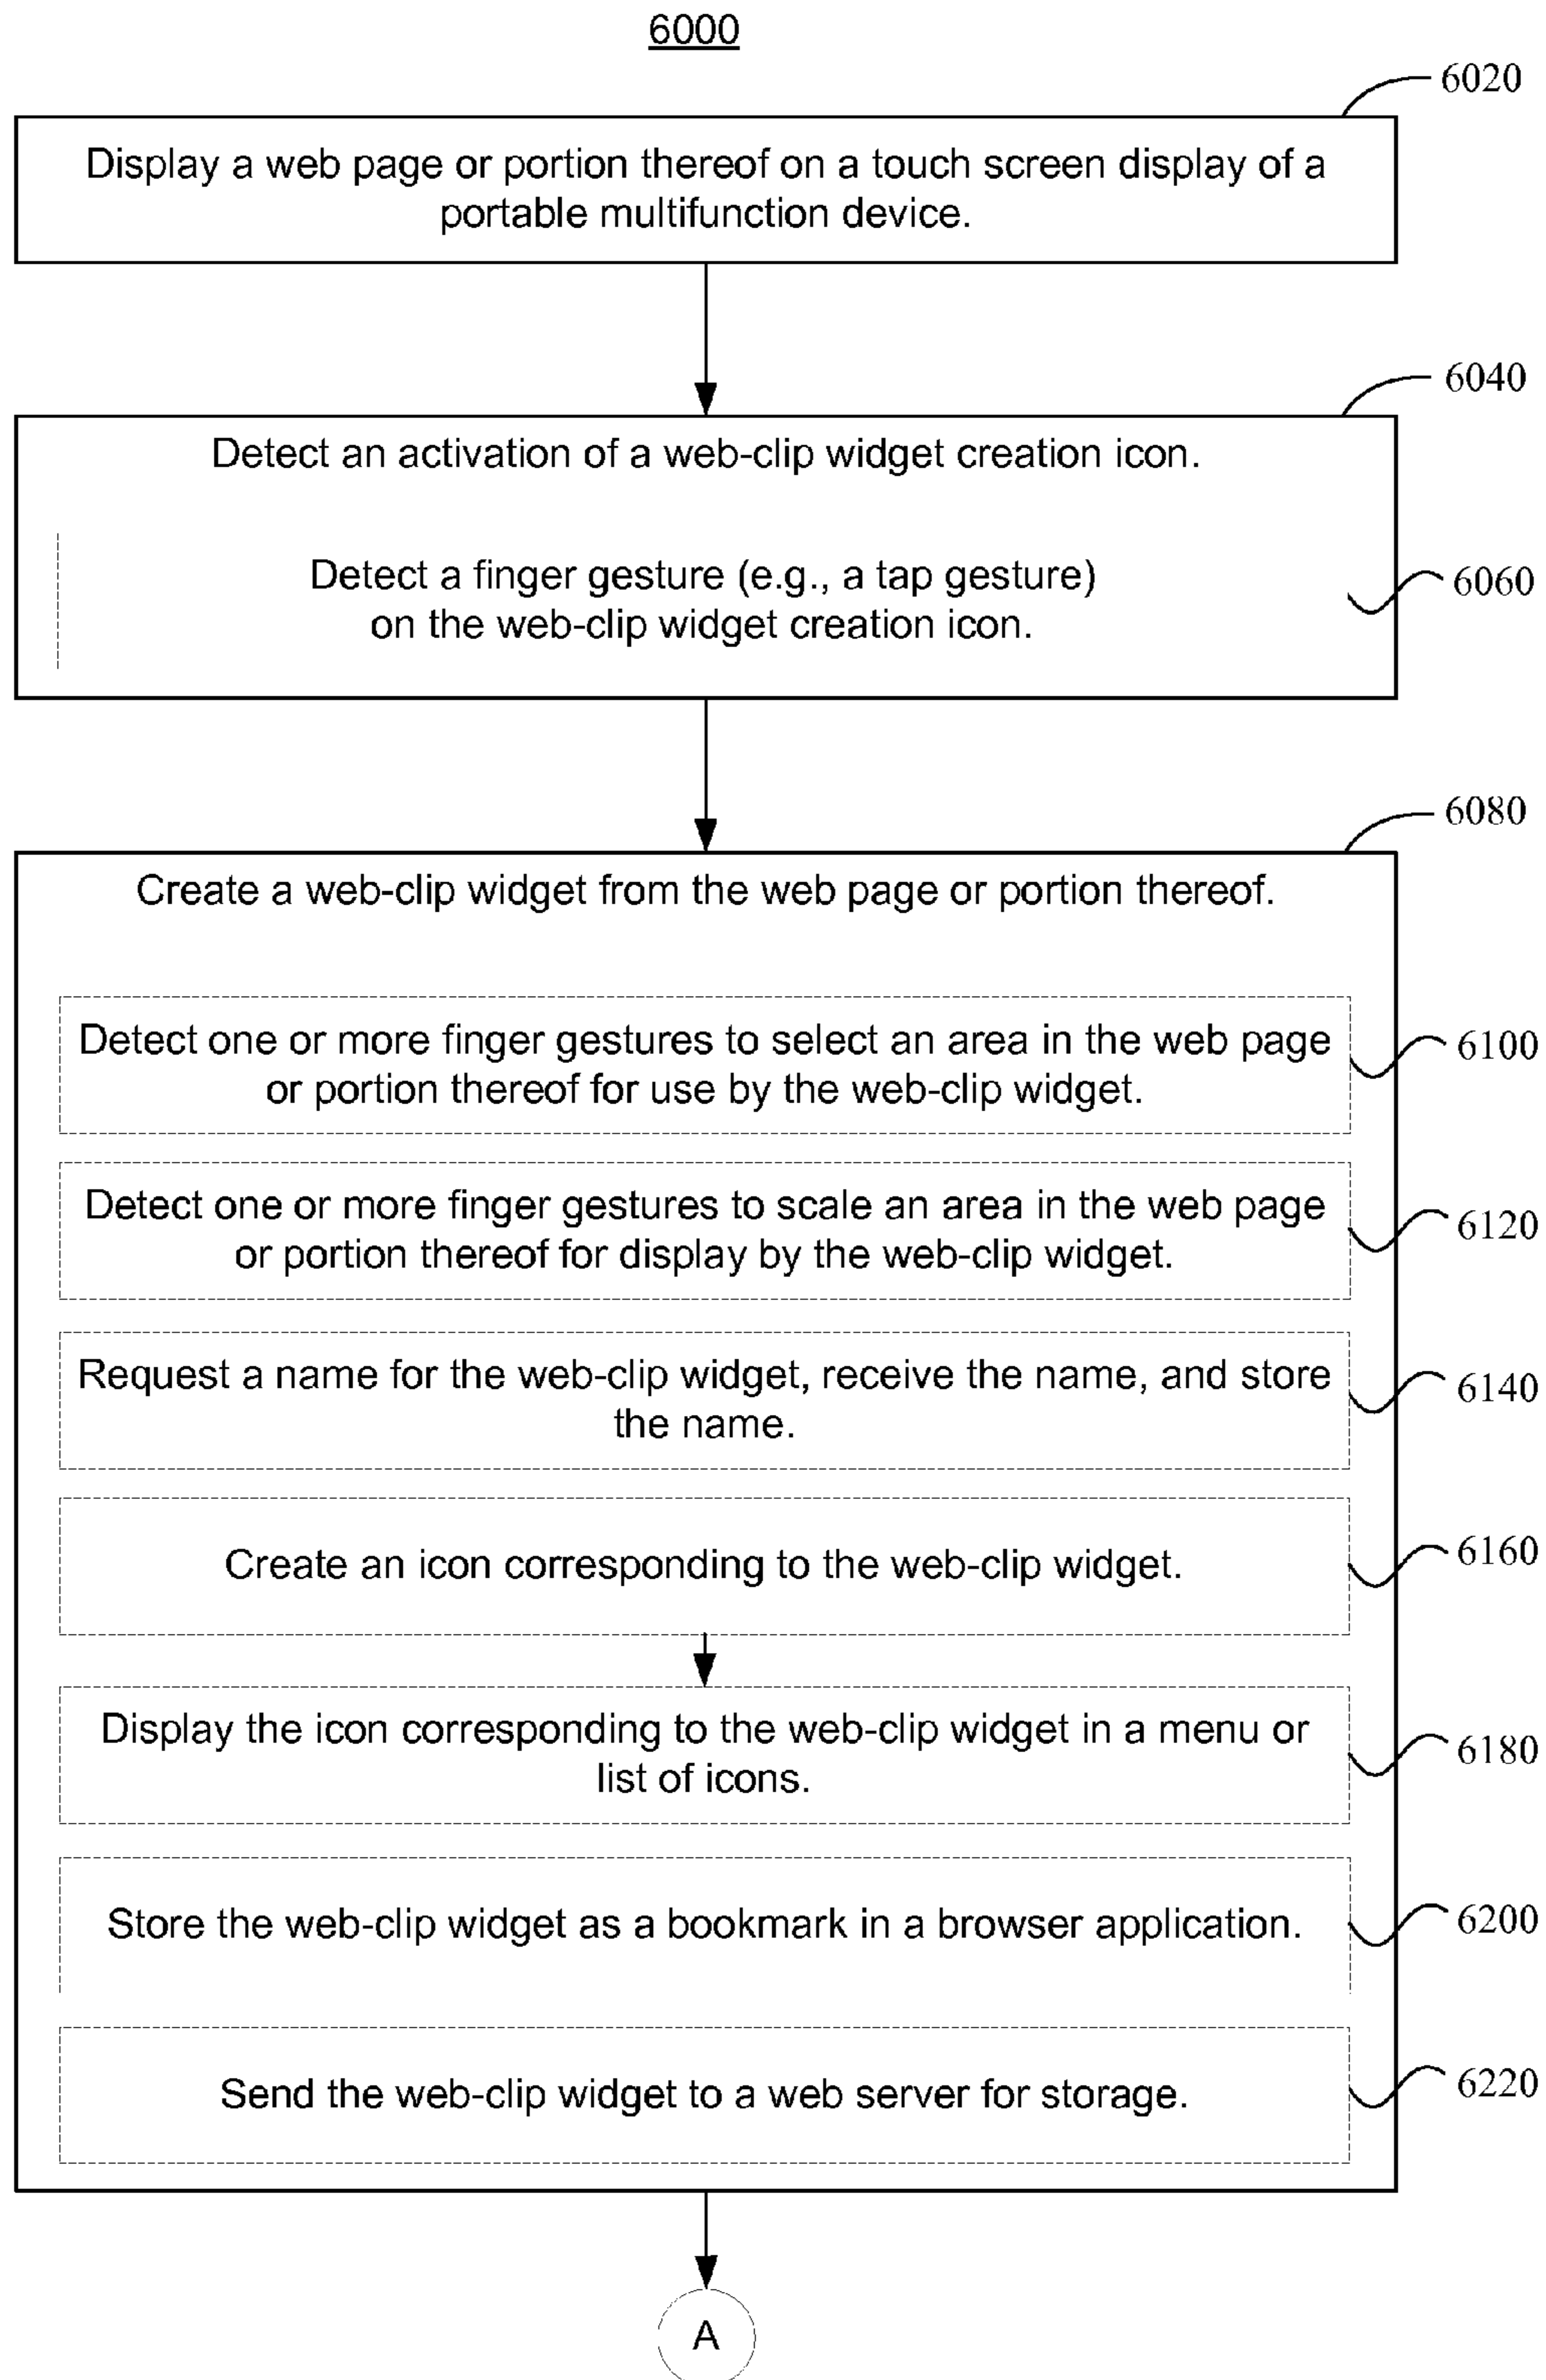 6000
6020
Display a web page or portion thereof on a touch screen display of a
portable multifunction device.
6040
Detect an activation of a web-clip widget creation icon.
Detect a finger gesture (e.g., a tap gesture)
on the web-clip widget creation icon.
6060
6080
Create a web-clip widget from the web page or portion thereof.
Detect one or more finger gestures to select an area in the web page
or portion thereof for use by the web-clip widget.
6100
Detect one or more finger gestures to scale an area in the web page
or portion thereof for display by the web-clip widget.
6120
Request a name for the web-clip widget, receive the name, and store
the name.
6140
Create an icon corresponding to the web-clip widget.
6160
Display the icon corresponding to the web-clip widget in a menu or
list of icons.
6180
Store the web-clip widget as a bookmark in a browser application.
6200
Send the web-clip widget to a web server for storage.
6220
A